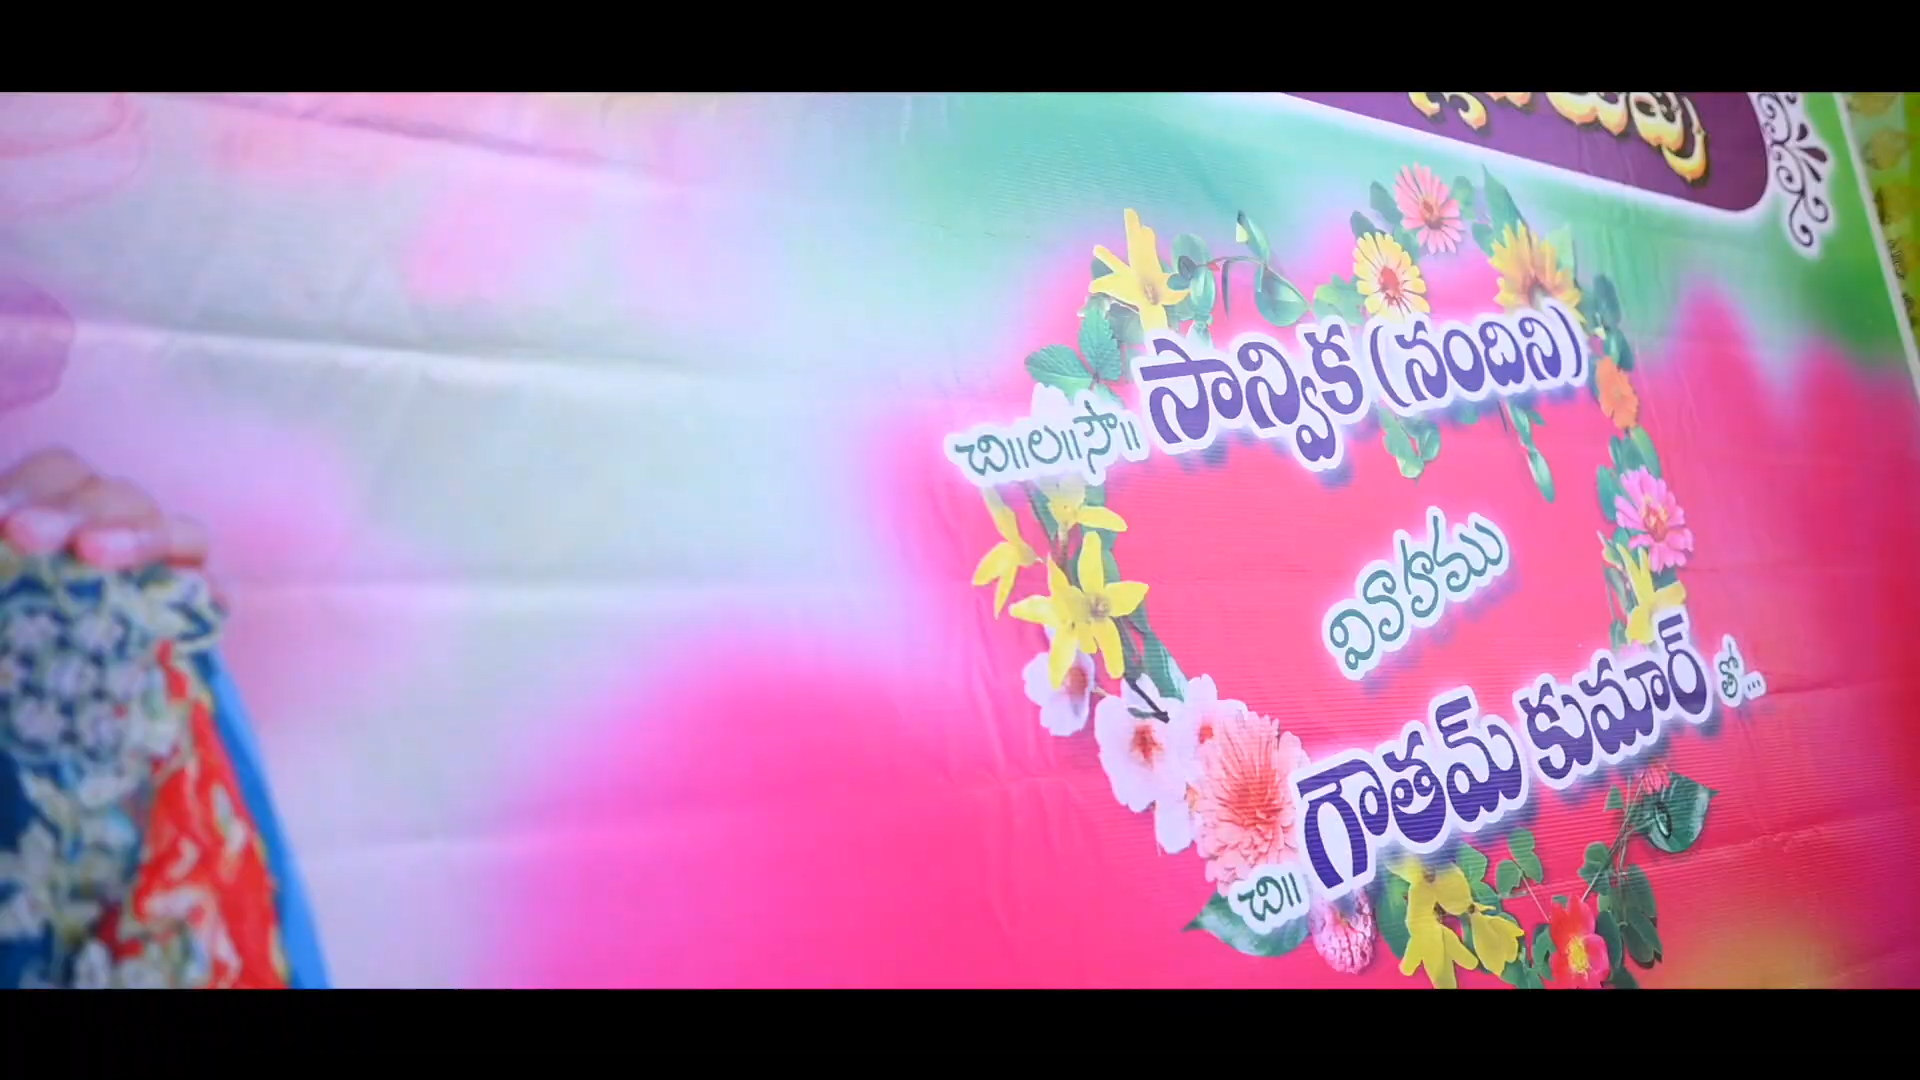 చి॥ల॥సౌ॥ సాన్విక (నందిని)
వివాహము
చి॥ గౌతమ్ కుమార్ తో...